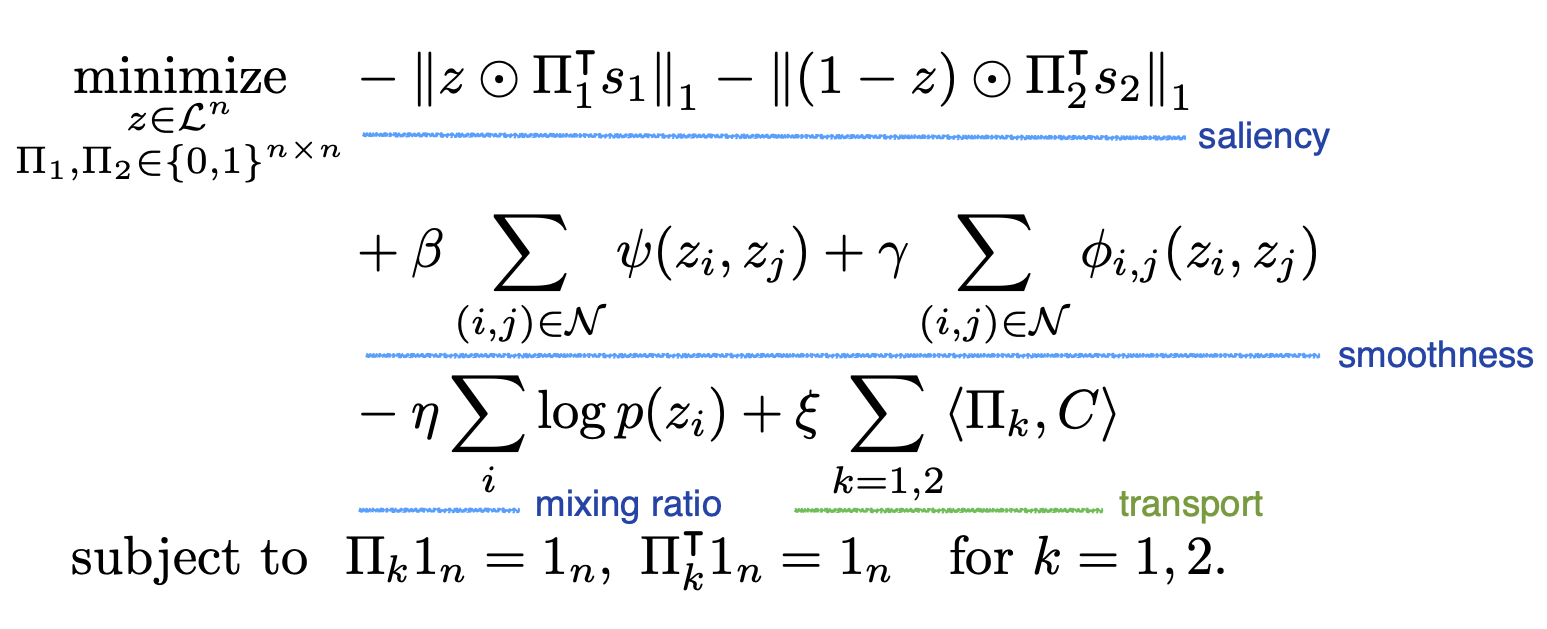 minimize − ‖z ⊙ Π₁ᵀs₁‖₁ − ‖(1 − z) ⊙ Π₂ᵀs₂‖₁
z∈ℒⁿ
Π₁,Π₂∈{0,1}ⁿˣⁿ
saliency
+ β ∑ ψ(zᵢ, zⱼ) + γ ∑ ϕᵢ,ⱼ(zᵢ, zⱼ)
(i,j)∈𝒩 (i,j)∈𝒩
smoothness
− η ∑ log p(zᵢ) + ξ ∑ ⟨Πₖ, C⟩
i k=1,2
mixing ratio transport
subject to Πₖ1ₙ = 1ₙ, Πₖᵀ1ₙ = 1ₙ for k = 1, 2.